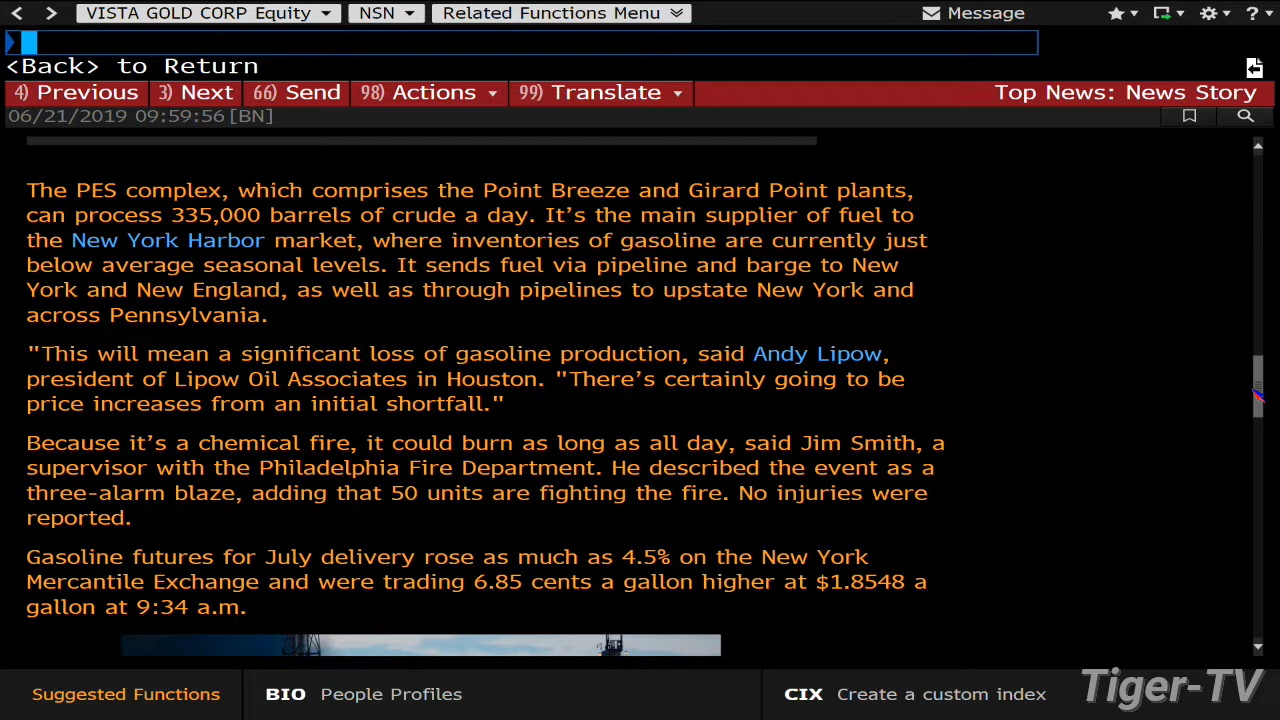 VISTA GOLD CORP Equity NSN Related Functions Menu Message ?
<Back> to Return
4) Previous 3) Next 66) Send 98) Actions 99) Translate Top News: News Story
06/21/2019 09:59:56 [BN]
The PES complex, which comprises the Point Breeze and Girard Point plants,
can process 335,000 barrels of crude a day. It's the main supplier of fuel to
the New York Harbor market, where inventories of gasoline are currently just
below average seasonal levels. It sends fuel via pipeline and barge to New
York and New England, as well as through pipelines to upstate New York and
across Pennsylvania.
"This will mean a significant loss of gasoline production, said Andy Lipow,
president of Lipow Oil Associates in Houston. "There's certainly going to be
price increases from an initial shortfall."
Because it's a chemical fire, it could burn as long as all day, said Jim Smith, a
supervisor with the Philadelphia Fire Department. He described the event as a
three-alarm blaze, adding that 50 units are fighting the fire. No injuries were
reported.
Gasoline futures for July delivery rose as much as 4.5% on the New York
Mercantile Exchange and were trading 6.85 cents a gallon higher at $1.8548 a
gallon at 9:34 a.m.
Suggested Functions BIO People Profiles CIX Create a custom index
Tiger-TV